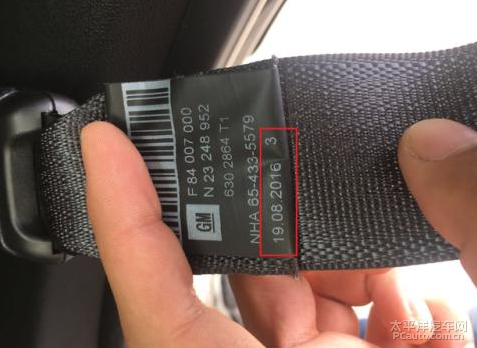 F 84 007 000
N 23 248 952
630 2864 T1
GM
NHA 65-433-5579
19.08.2016 3
太平洋汽车网
PCauto.com.cn